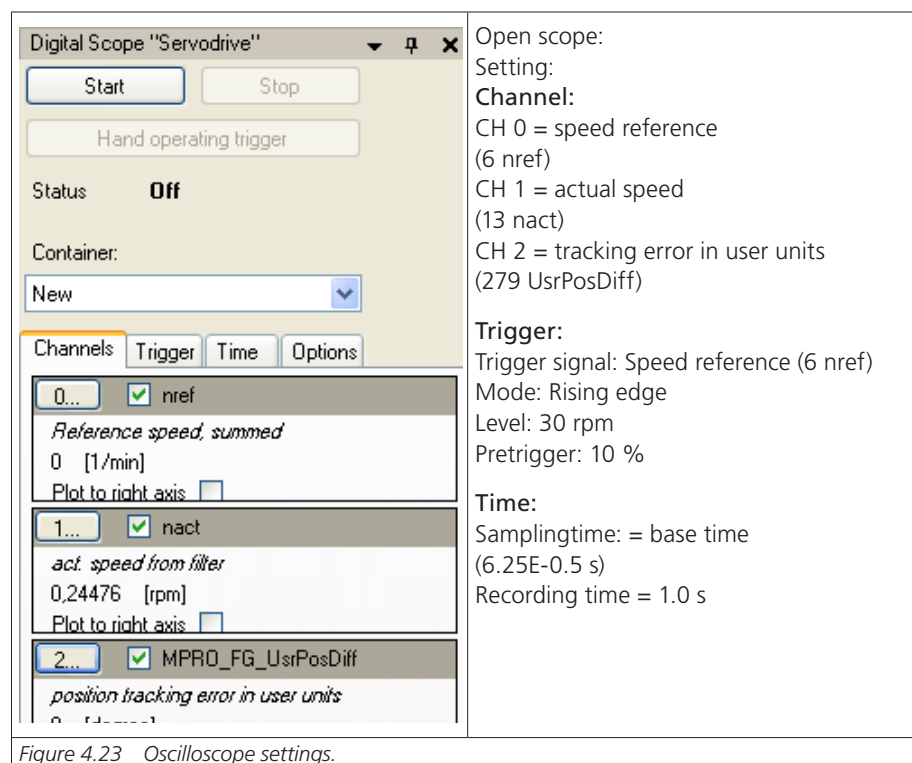 Digital Scope "Servodrive"
Start
Stop
Hand operating trigger
Status Off
Container:
New
Channels Trigger Time Options
0... nref
Reference speed, summed
0 [1/min]
Plot to right axis
1... nact
act. speed from filter
0,24476 [rpm]
Plot to right axis
2... MPRO_FG_UsrPosDiff
position tracking error in user units
Open scope:
Setting:
Channel:
CH 0 = speed reference
(6 nref)
CH 1 = actual speed
(13 nact)
CH 2 = tracking error in user units
(279 UsrPosDiff)
Trigger:
Trigger signal: Speed reference (6 nref)
Mode: Rising edge
Level: 30 rpm
Pretrigger: 10 %
Time:
Samplingtime: = base time
(6.25E-0.5 s)
Recording time = 1.0 s
Figure 4.23 Oscilloscope settings.